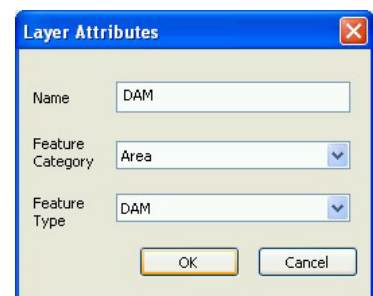 Layer Attributes
Name DAM
Feature Category Area
Feature Type DAM
OK Cancel